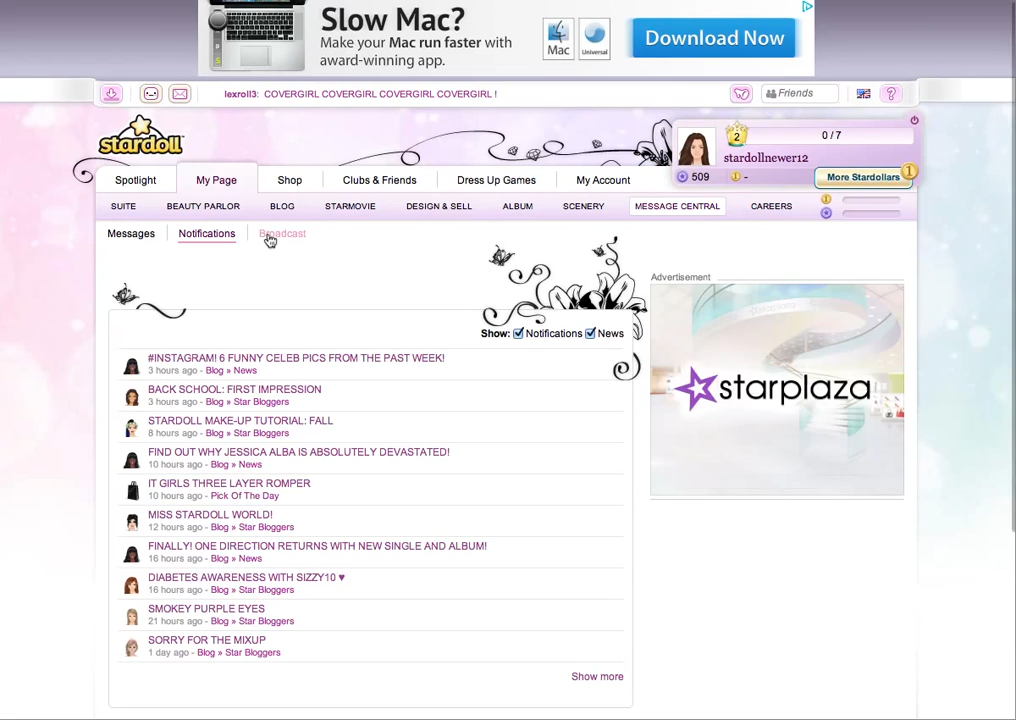 Slow Mac?
Make your Mac run faster with
award-winning app.
Mac
Universal
Download Now
lexroll3: COVERGIRL COVERGIRL COVERGIRL COVERGIRL !
Friends
?
stardoll
2
0 / 7
stardollnewer12
509
1 -
More Stardollars
1
Spotlight
My Page
Shop
Clubs & Friends
Dress Up Games
My Account
SUITE
BEAUTY PARLOR
BLOG
STARMOVIE
DESIGN & SELL
ALBUM
SCENERY
MESSAGE CENTRAL
CAREERS
Messages
Notifications
Broadcast
Advertisement
starplaza
Show: Notifications News
#INSTAGRAM! 6 FUNNY CELEB PICS FROM THE PAST WEEK!
3 hours ago - Blog » News
BACK SCHOOL: FIRST IMPRESSION
3 hours ago - Blog » Star Bloggers
STARDOLL MAKE-UP TUTORIAL: FALL
8 hours ago - Blog » Star Bloggers
FIND OUT WHY JESSICA ALBA IS ABSOLUTELY DEVASTATED!
10 hours ago - Blog » News
IT GIRLS THREE LAYER ROMPER
10 hours ago - Pick Of The Day
MISS STARDOLL WORLD!
12 hours ago - Blog » Star Bloggers
FINALLY! ONE DIRECTION RETURNS WITH NEW SINGLE AND ALBUM!
16 hours ago - Blog » News
DIABETES AWARENESS WITH SIZZY10 ♥
16 hours ago - Blog » Star Bloggers
SMOKEY PURPLE EYES
21 hours ago - Blog » Star Bloggers
SORRY FOR THE MIXUP
1 day ago - Blog » Star Bloggers
Show more